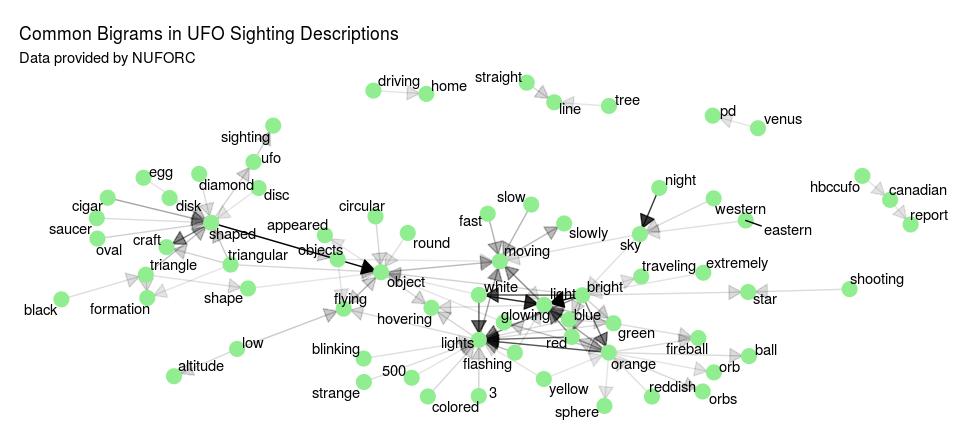 Common Bigrams in UFO Sighting Descriptions
Data provided by NUFORC
straight
driving
home
line
tree
pd
venus
sighting
ufo
egg
diamond
disc
disk
cigar
saucer
oval
shaped
craft
triangle
triangular
black
formation
shape
appeared
objects
circular
round
object
flying
hovering
low
altitude
slow
fast
slowly
moving
night
western
eastern
sky
hbccufo
canadian
report
traveling
extremely
shooting
star
white
light
bright
glowing
blue
green
lights
red
flashing
orange
fireball
ball
orb
orbs
reddish
sphere
yellow
blinking
strange
500
colored
3